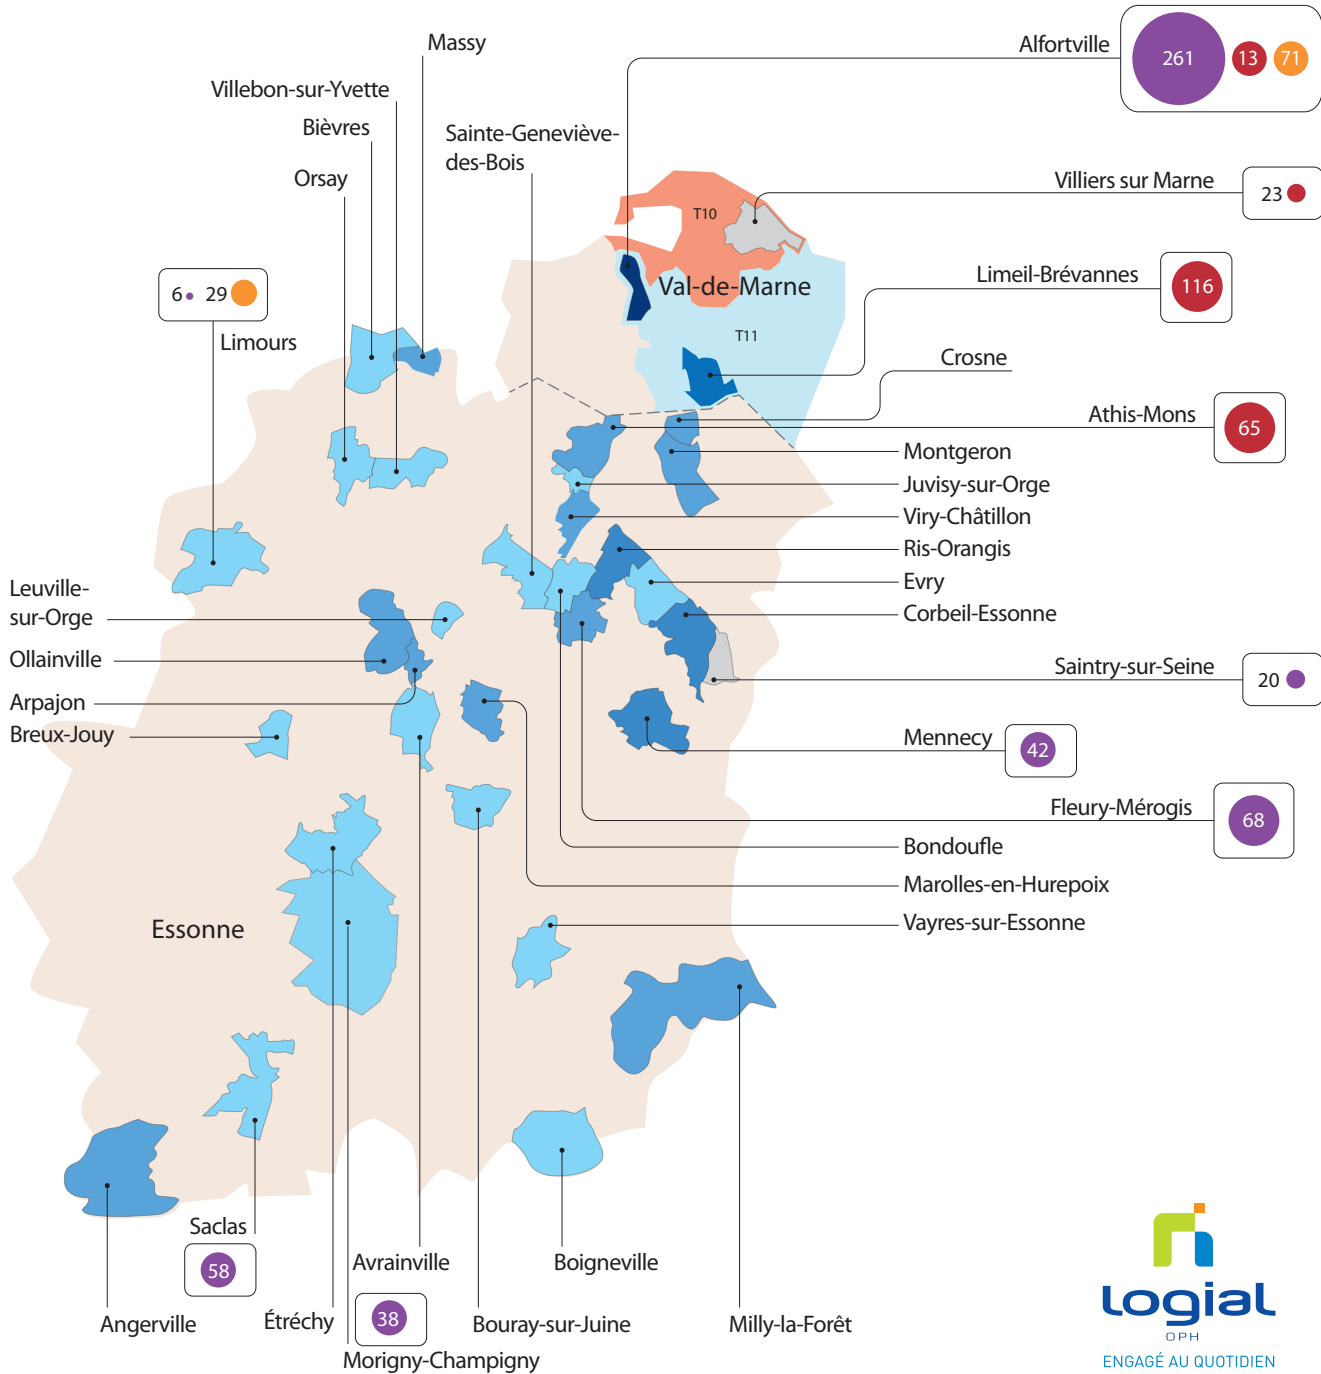 Massy
Alfortville
261
13
71
Villebon-sur-Yvette
Bièvres
Sainte-Geneviève-
des-Bois
Orsay
Villiers sur Marne
23
T10
Val-de-Marne
Limeil-Brévannes
116
6
29
Limours
T11
Crosne
Athis-Mons
65
Montgeron
Juvisy-sur-Orge
Viry-Châtillon
Ris-Orangis
Evry
Corbeil-Essonne
Leuville-
sur-Orge
Ollainville
Arpajon
Breux-Jouy
Saintry-sur-Seine
20
Mennecy
42
Fleury-Mérogis
68
Bondoufle
Marolles-en-Hurepoix
Vayres-sur-Essonne
Essonne
Saclas
58
Avrainville
Boigneville
Angerville
Étréchy
38
Bouray-sur-Juine
Milly-la-Forêt
Morigny-Champigny
logial
OPH
ENGAGÉ AU QUOTIDIEN